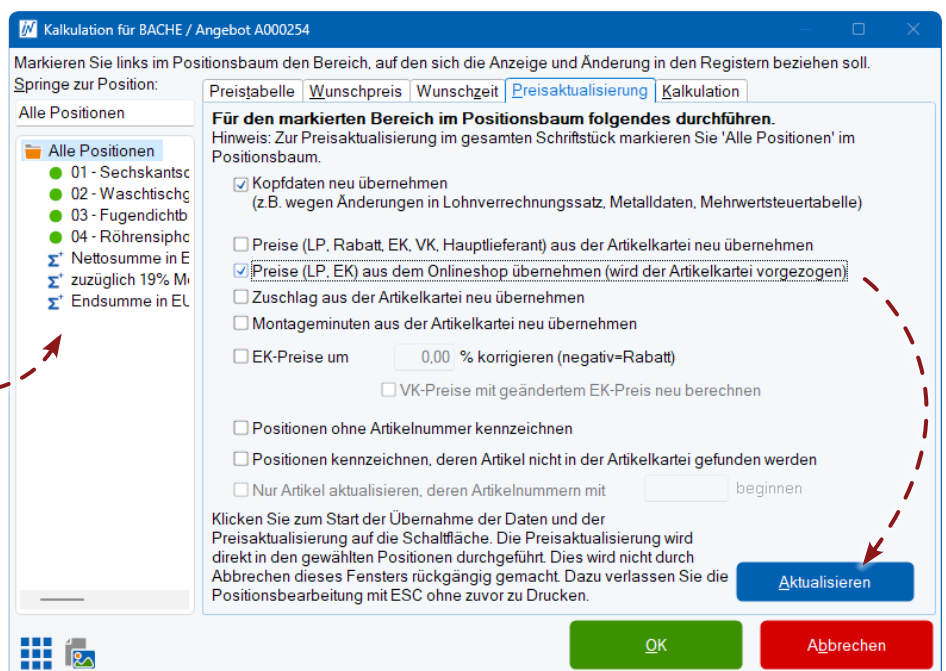 Kalkulation für BACHE / Angebot A000254
Markieren Sie links im Positionsbaum den Bereich, auf den sich die Anzeige und Änderung in den Registern beziehen soll.
Springe zur Position:
Alle Positionen
Alle Positionen
01 - Sechskantsc
02 - Waschtischg
03 - Fugendichtb
04 - Röhrensipho
Nettosumme in E
zuzüglich 19% M
Endsumme in EU
Preistabelle Wunschpreis Wunschzeit Preisaktualisierung Kalkulation
Für den markierten Bereich im Positionsbaum folgendes durchführen.
Hinweis: Zur Preisaktualisierung im gesamten Schriftstück markieren Sie 'Alle Positionen' im
Positionsbaum.
Kopfdaten neu übernehmen
(z.B. wegen Änderungen in Lohnverrechnungssatz, Metalldaten, Mehrwertsteuertabelle)
Preise (LP, Rabatt, EK, VK, Hauptlieferant) aus der Artikelkartei neu übernehmen
Preise (LP, EK) aus dem Onlineshop übernehmen (wird der Artikelkartei vorgezogen)
Zuschlag aus der Artikelkartei neu übernehmen
Montageminuten aus der Artikelkartei neu übernehmen
EK-Preise um 0,00 % korrigieren (negativ=Rabatt)
VK-Preise mit geändertem EK-Preis neu berechnen
Positionen ohne Artikelnummer kennzeichnen
Positionen kennzeichnen, deren Artikel nicht in der Artikelkartei gefunden werden
Nur Artikel aktualisieren, deren Artikelnummern mit beginnen
Klicken Sie zum Start der Übernahme der Daten und der
Preisaktualisierung auf die Schaltfläche. Die Preisaktualisierung wird
direkt in den gewählten Positionen durchgeführt. Dies wird nicht durch
Abbrechen dieses Fensters rückgängig gemacht. Dazu verlassen Sie die
Positionsbearbeitung mit ESC ohne zuvor zu Drucken.
Aktualisieren
OK
Abbrechen